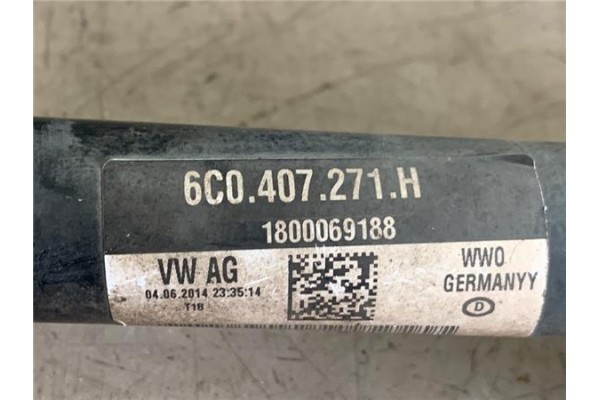 6C0.407.271.H
1800069188
VW AG
04.06.2014 23:35:14
T1B
WWO
GERMANYY
D